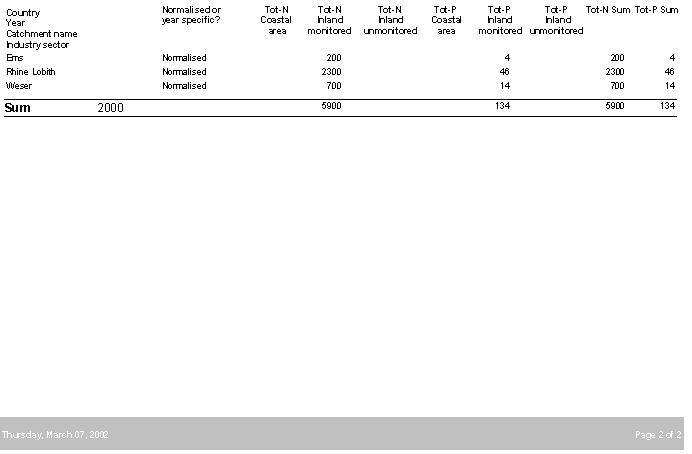 Country Normalised or Tot-N Tot-N Tot-N Tot-P Tot-P Tot-P Tot-N Sum Tot-P Sum
Year year specific? Coastal Inland Inland Coastal Inland Inland
Catchment name area monitored unmonitored area monitored unmonitored
Industry sector
Ems Normalised 200 4 200 4
Rhine Lobith Normalised 2300 46 2300 46
Weser Normalised 700 14 700 14
Sum 2000 5900 134 5900 134
Thursday, March 07, 2002 Page 2 of 2